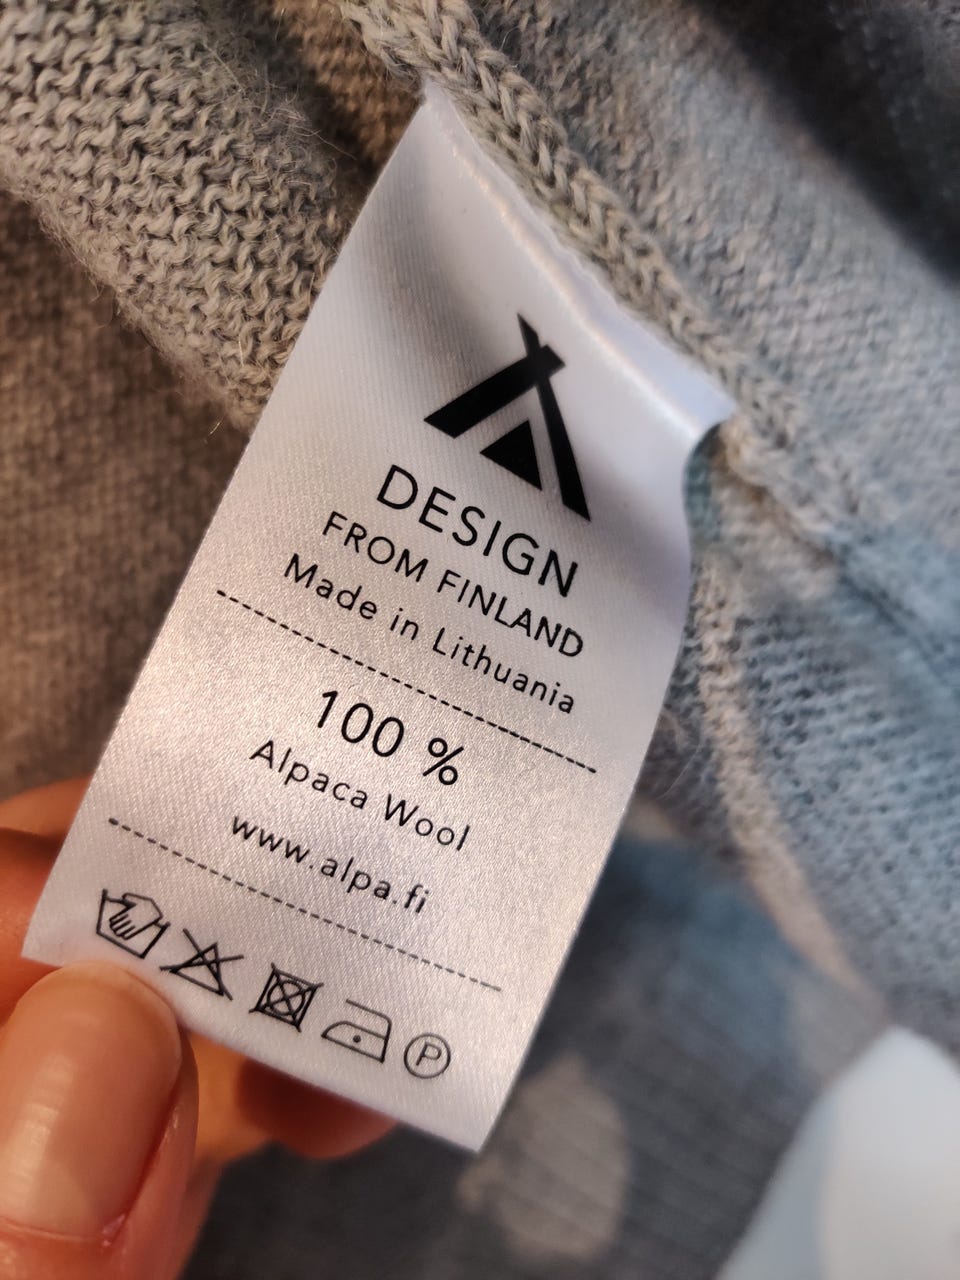 DESIGN
FROM FINLAND
Made in Lithuania
100 %
Alpaca Wool
www.alpa.fi
P